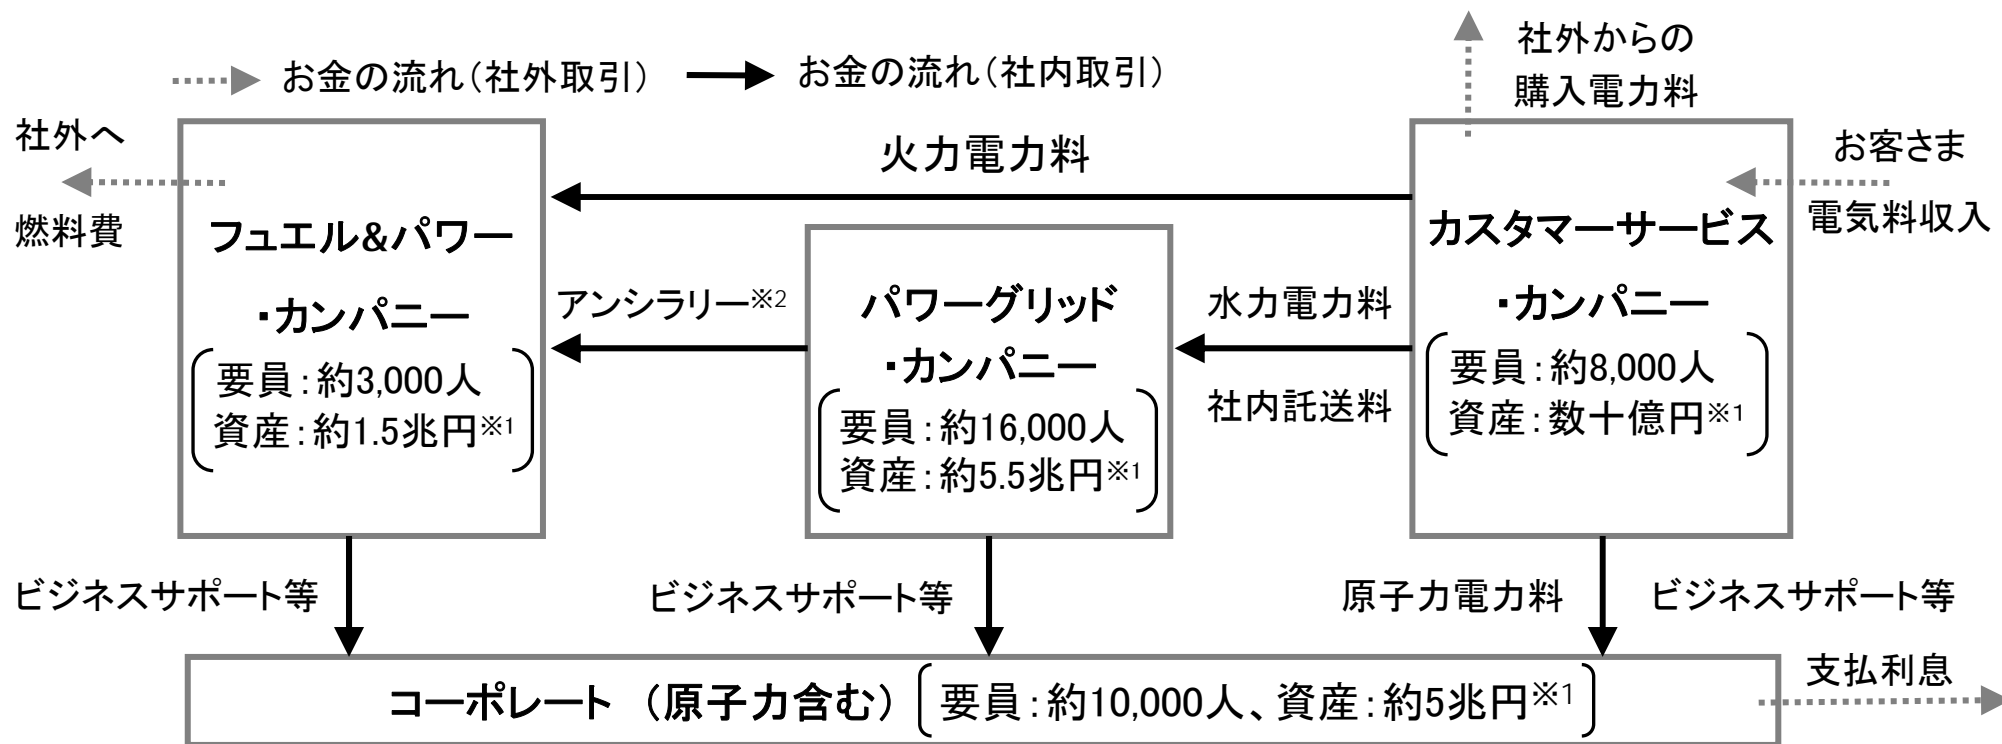 お金の流れ(社外取引)
お金の流れ(社内取引)
社外からの
購入電力料
社外へ
燃料費
火力電力料
お客さま
電気料収入
フュエル&パワー
・カンパニー
要員:約3,000人
資産:約1.5兆円※1
アンシラリー※2
パワーグリッド
・カンパニー
要員:約16,000人
資産:約5.5兆円※1
水力電力料
社内託送料
カスタマーサービス
・カンパニー
要員:約8,000人
資産:数十億円※1
ビジネスサポート等
ビジネスサポート等
原子力電力料
ビジネスサポート等
コーポレート (原子力含む) 要員:約10,000人、資産:約5兆円※1
支払利息